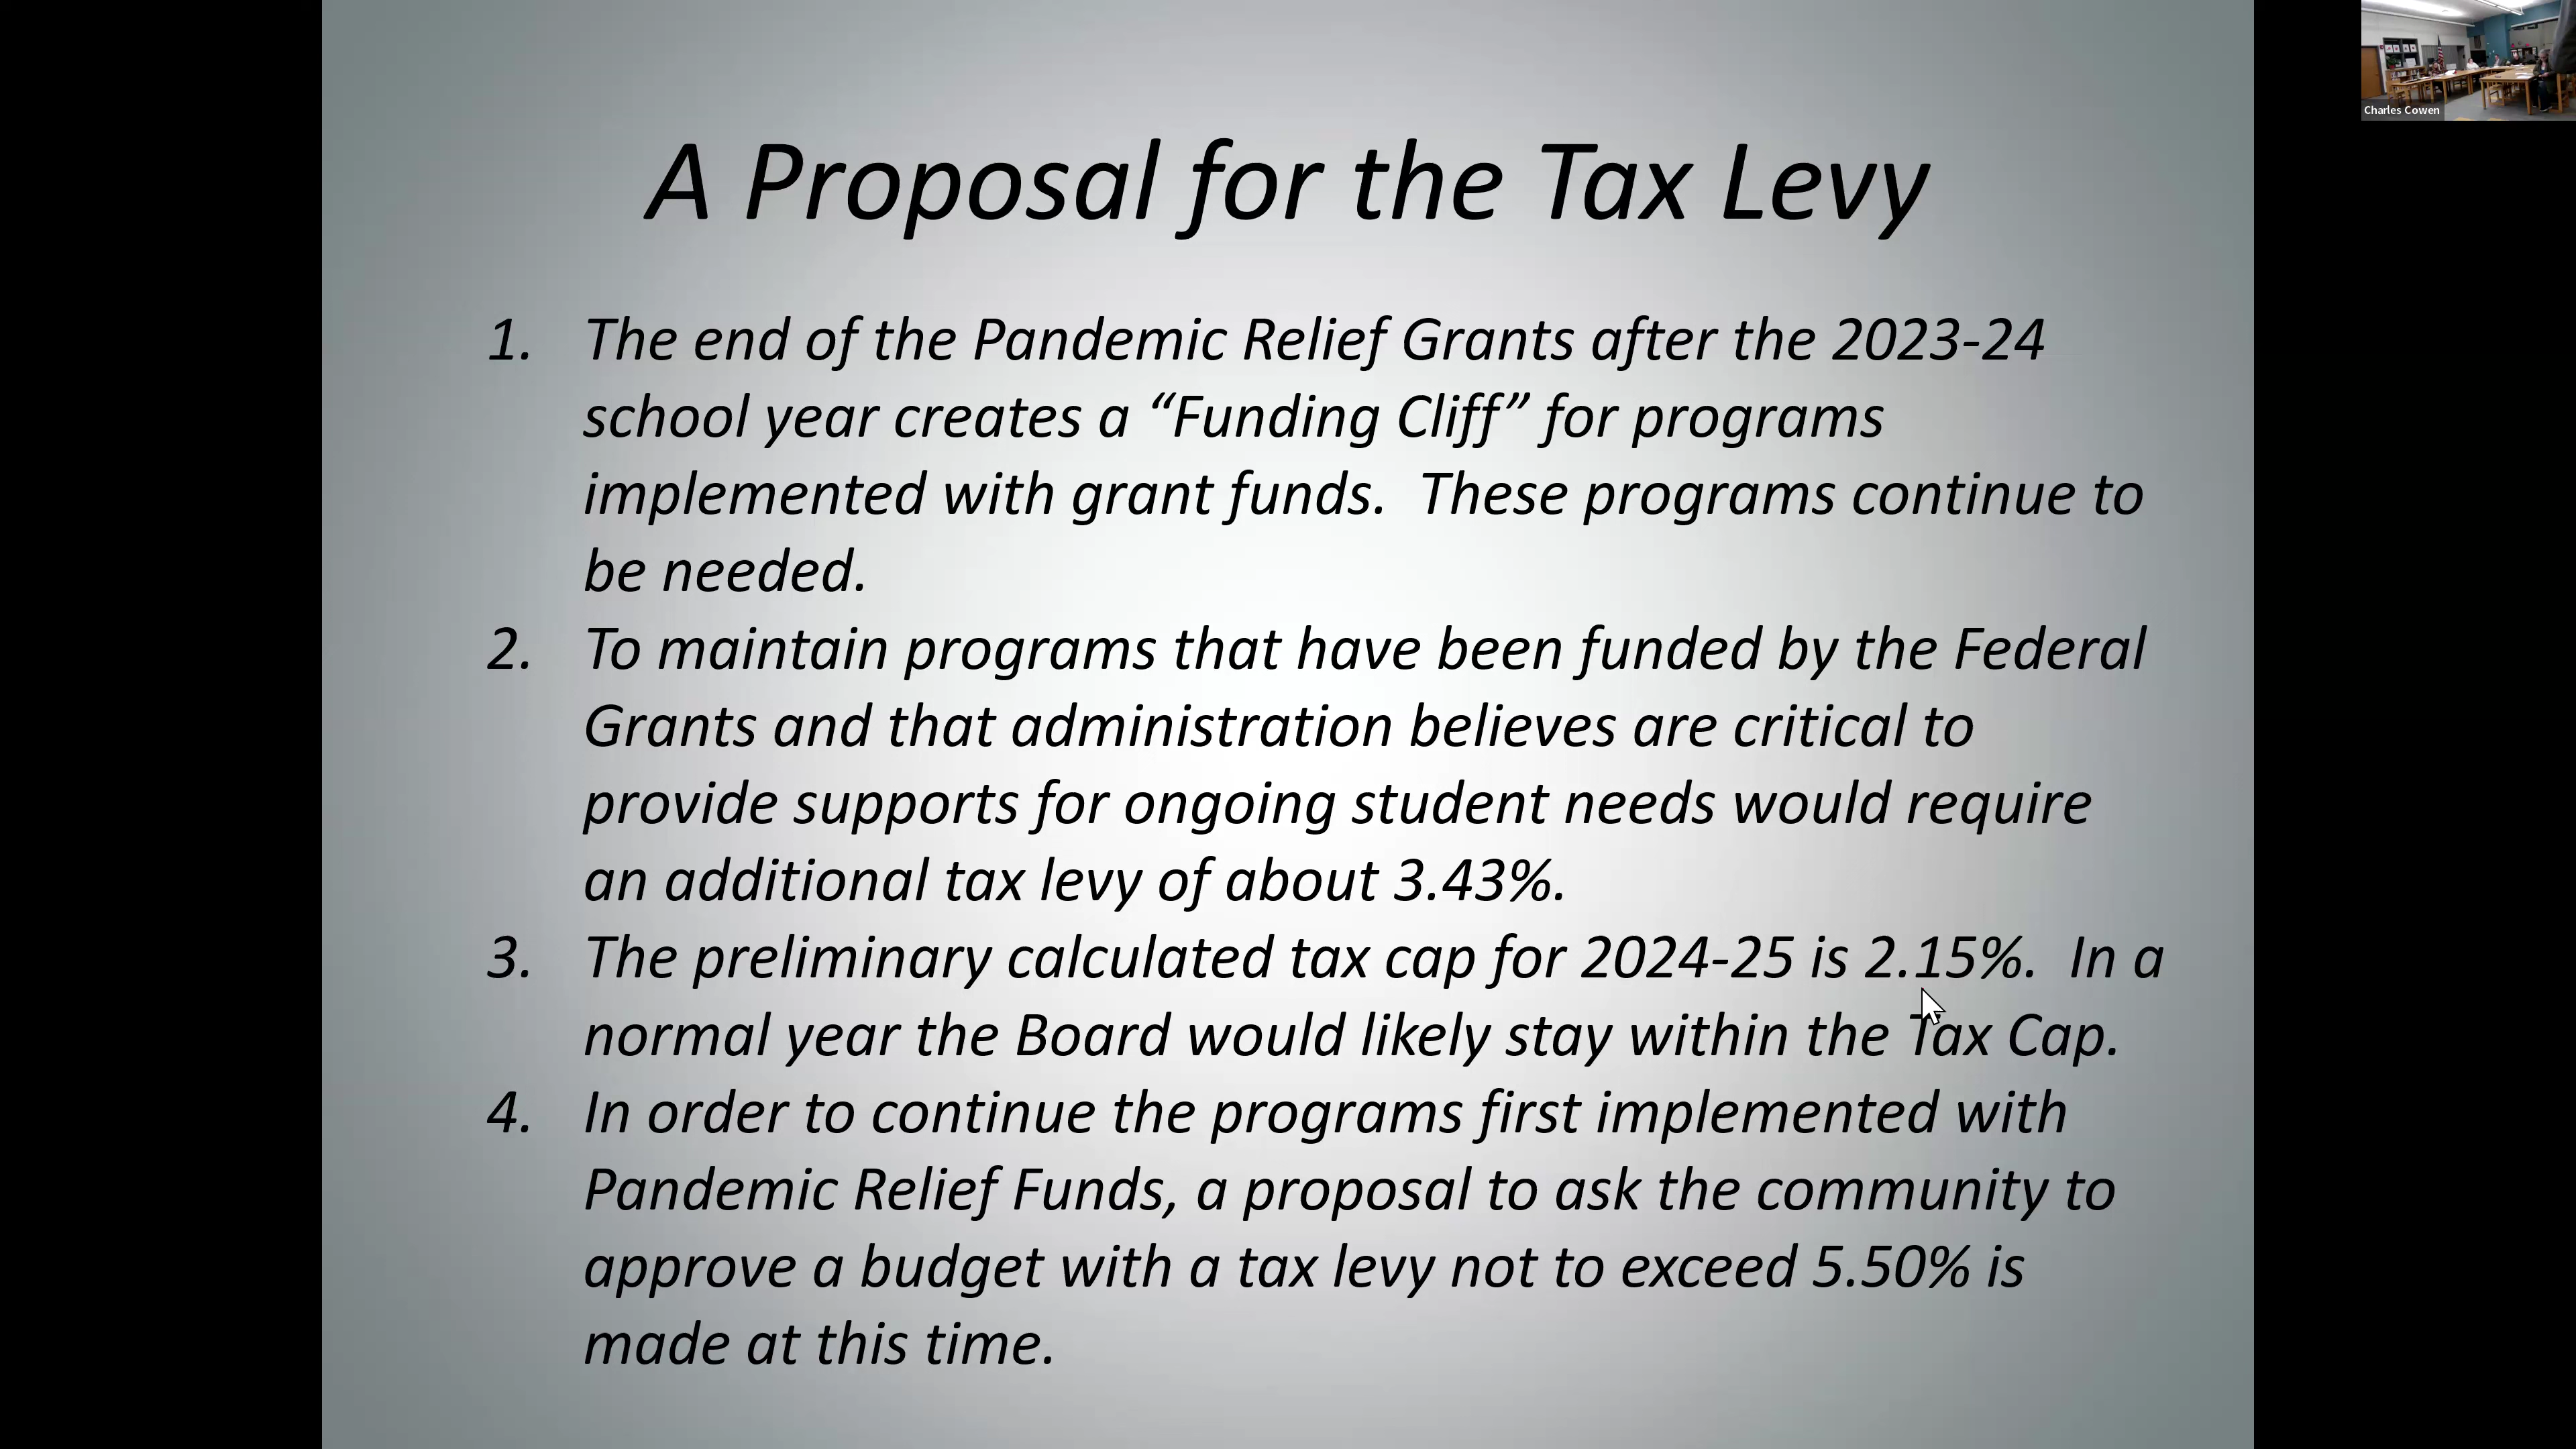 Charles Cowen
A Proposal for the Tax Levy
1. The end of the Pandemic Relief Grants after the 2023-24
school year creates a “Funding Cliff” for programs
implemented with grant funds.  These programs continue to
be needed.
2. To maintain programs that have been funded by the Federal
Grants and that administration believes are critical to
provide supports for ongoing student needs would require
an additional tax levy of about 3.43%.
3. The preliminary calculated tax cap for 2024-25 is 2.15%.  In a
normal year the Board would likely stay within the Tax Cap.
4. In order to continue the programs first implemented with
Pandemic Relief Funds, a proposal to ask the community to
approve a budget with a tax levy not to exceed 5.50% is
made at this time.